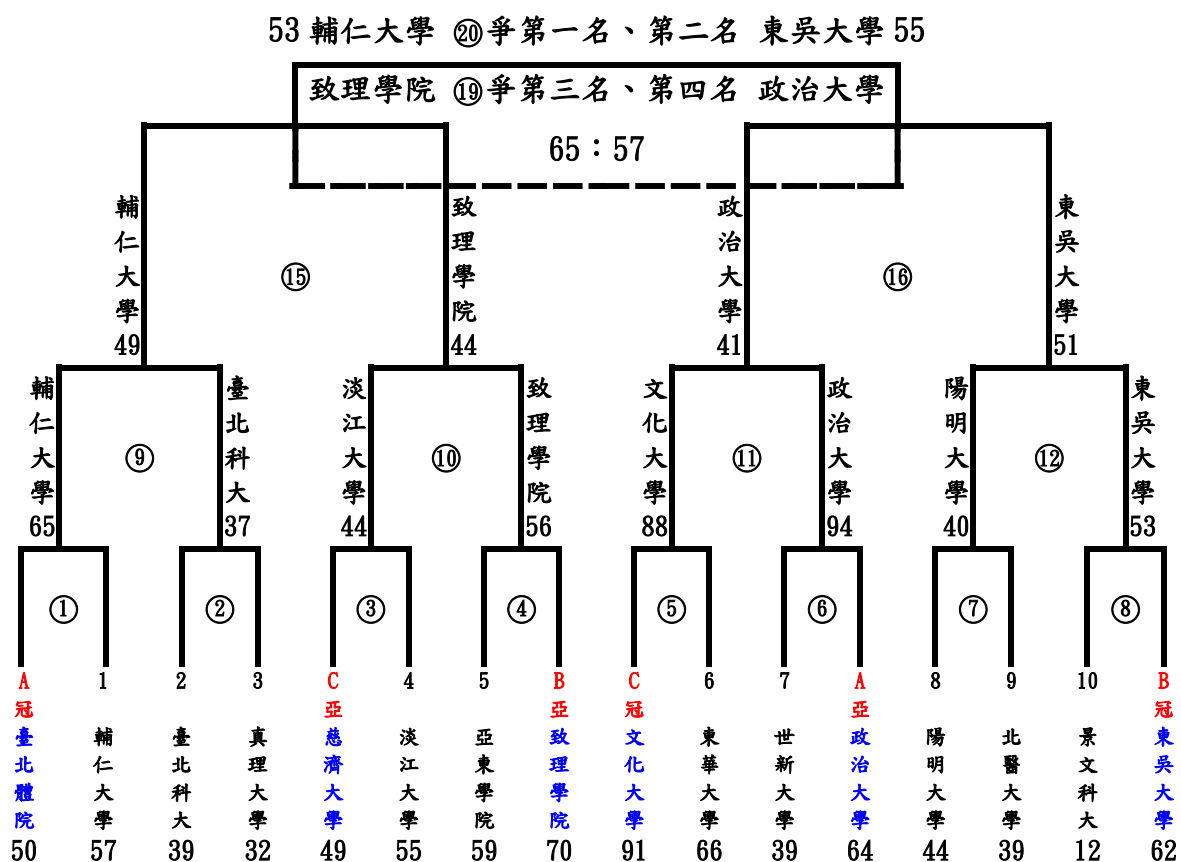 53 輔仁大學 ⑳爭第一名、第二名 東吳大學 55
致理學院 ⑲爭第三名、第四名 政治大學
65：57
輔仁大學 49
致理學院 44
政治大學 41
東吳大學 51
⑮
⑯
輔仁大學 65
臺北科大 37
淡江大學 44
致理學院 56
文化大學 88
政治大學 94
陽明大學 40
東吳大學 53
⑨
⑩
⑪
⑫
①
②
③
④
⑤
⑥
⑦
⑧
A冠 臺北體院 50
1 輔仁大學 57
2 臺北科大 39
3 真理大學 32
C亞 慈濟大學 49
4 淡江大學 55
5 亞東學院 59
B亞 致理學院 70
C冠 文化大學 91
6 東華大學 66
7 世新大學 39
A亞 政治大學 64
8 陽明大學 44
9 北醫大學 39
10 景文科大 12
B冠 東吳大學 62